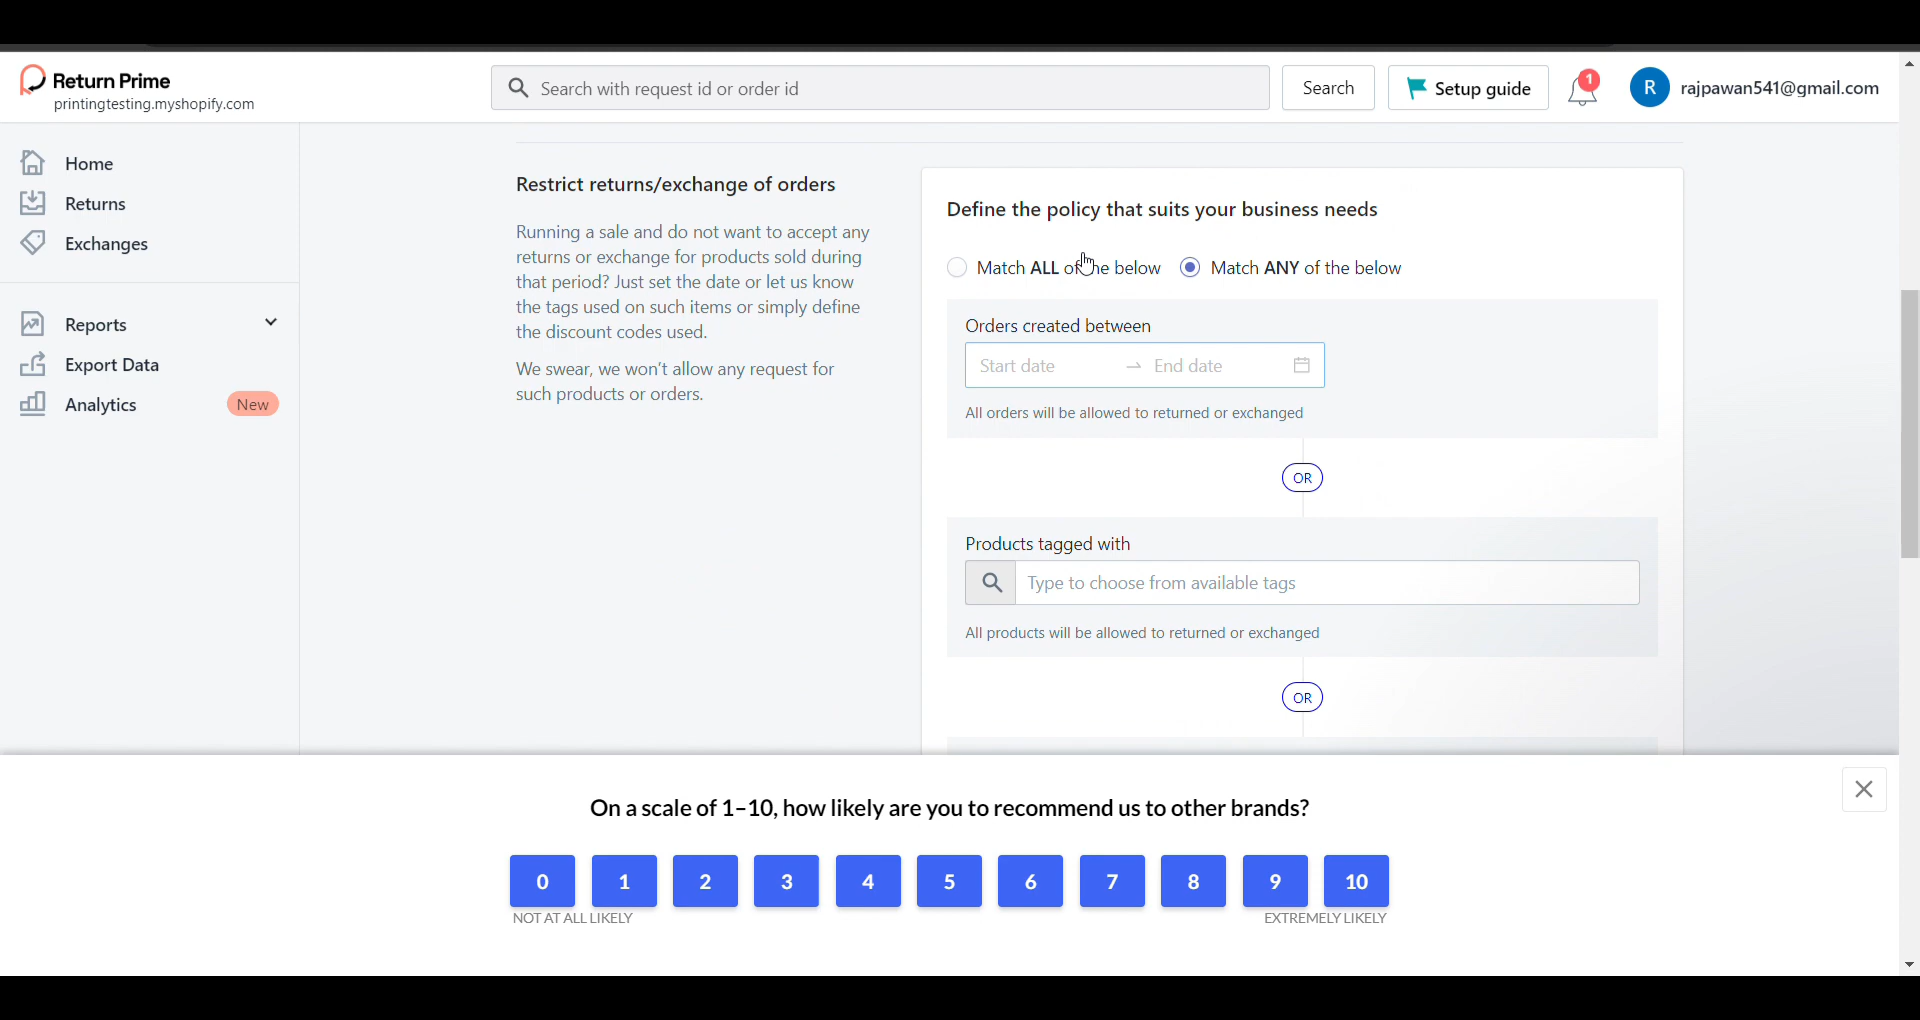 Return Prime
printingtesting.myshopify.com
Search with request id or order id
Search
Setup guide
1
R
rajpawan541@gmail.com
Home
Returns
Exchanges
Reports
Export Data
Analytics
New
Restrict returns/exchange of orders
Running a sale and do not want to accept any
returns or exchange for products sold during
that period? Just set the date or let us know
the tags used on such items or simply define
the discount codes used.
We swear, we won't allow any request for
such products or orders.
Define the policy that suits your business needs
Match ALL of the below
Match ANY of the below
Orders created between
Start date → End date
All orders will be allowed to returned or exchanged
OR
Products tagged with
Type to choose from available tags
All products will be allowed to returned or exchanged
OR
On a scale of 1–10, how likely are you to recommend us to other brands?
0 1 2 3 4 5 6 7 8 9 10
NOT AT ALL LIKELY
EXTREMELY LIKELY